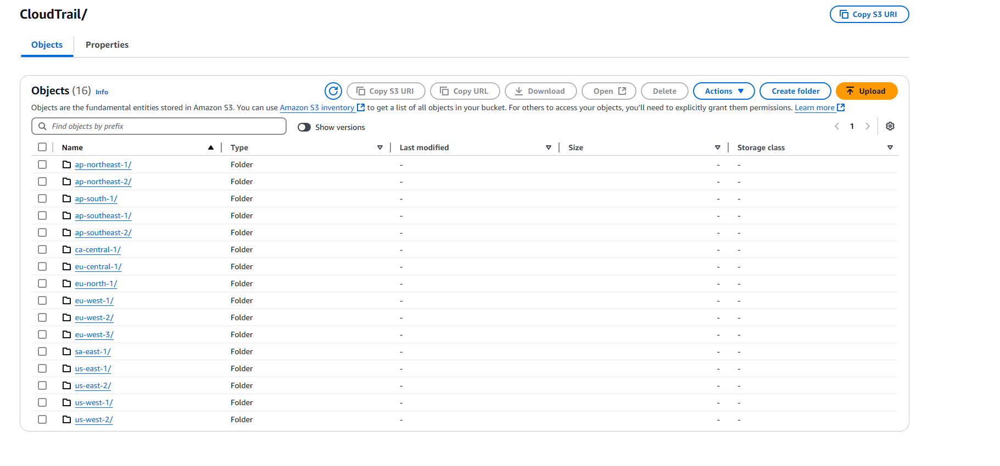 CloudTrail/
Copy S3 URI
Objects
Properties
Objects (16) Info
Copy S3 URI
Copy URL
Download
Open
Delete
Actions
Create folder
Upload
Objects are the fundamental entities stored in Amazon S3. You can use Amazon S3 inventory to get a list of all objects in your bucket. For others to access your objects, you'll need to explicitly grant them permissions. Learn more
Find objects by prefix
Show versions
1
Name Type Last modified Size Storage class
ap-northeast-1/ Folder - - -
ap-northeast-2/ Folder - - -
ap-south-1/ Folder - - -
ap-southeast-1/ Folder - - -
ap-southeast-2/ Folder - - -
ca-central-1/ Folder - - -
eu-central-1/ Folder - - -
eu-north-1/ Folder - - -
eu-west-1/ Folder - - -
eu-west-2/ Folder - - -
eu-west-3/ Folder - - -
sa-east-1/ Folder - - -
us-east-1/ Folder - - -
us-east-2/ Folder - - -
us-west-1/ Folder - - -
us-west-2/ Folder - - -